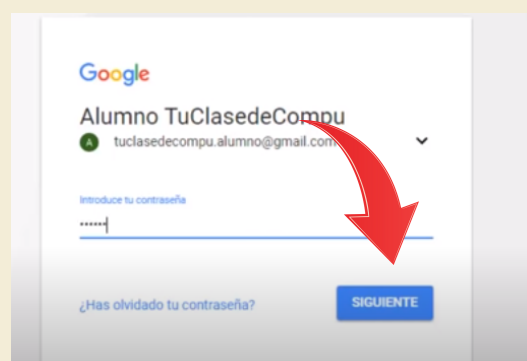 Google
Alumno TuClasedeCompu
A tuclasedecompu.alumno@gmail.com
Introduce tu contraseña
••••••
¿Has olvidado tu contraseña?
SIGUIENTE